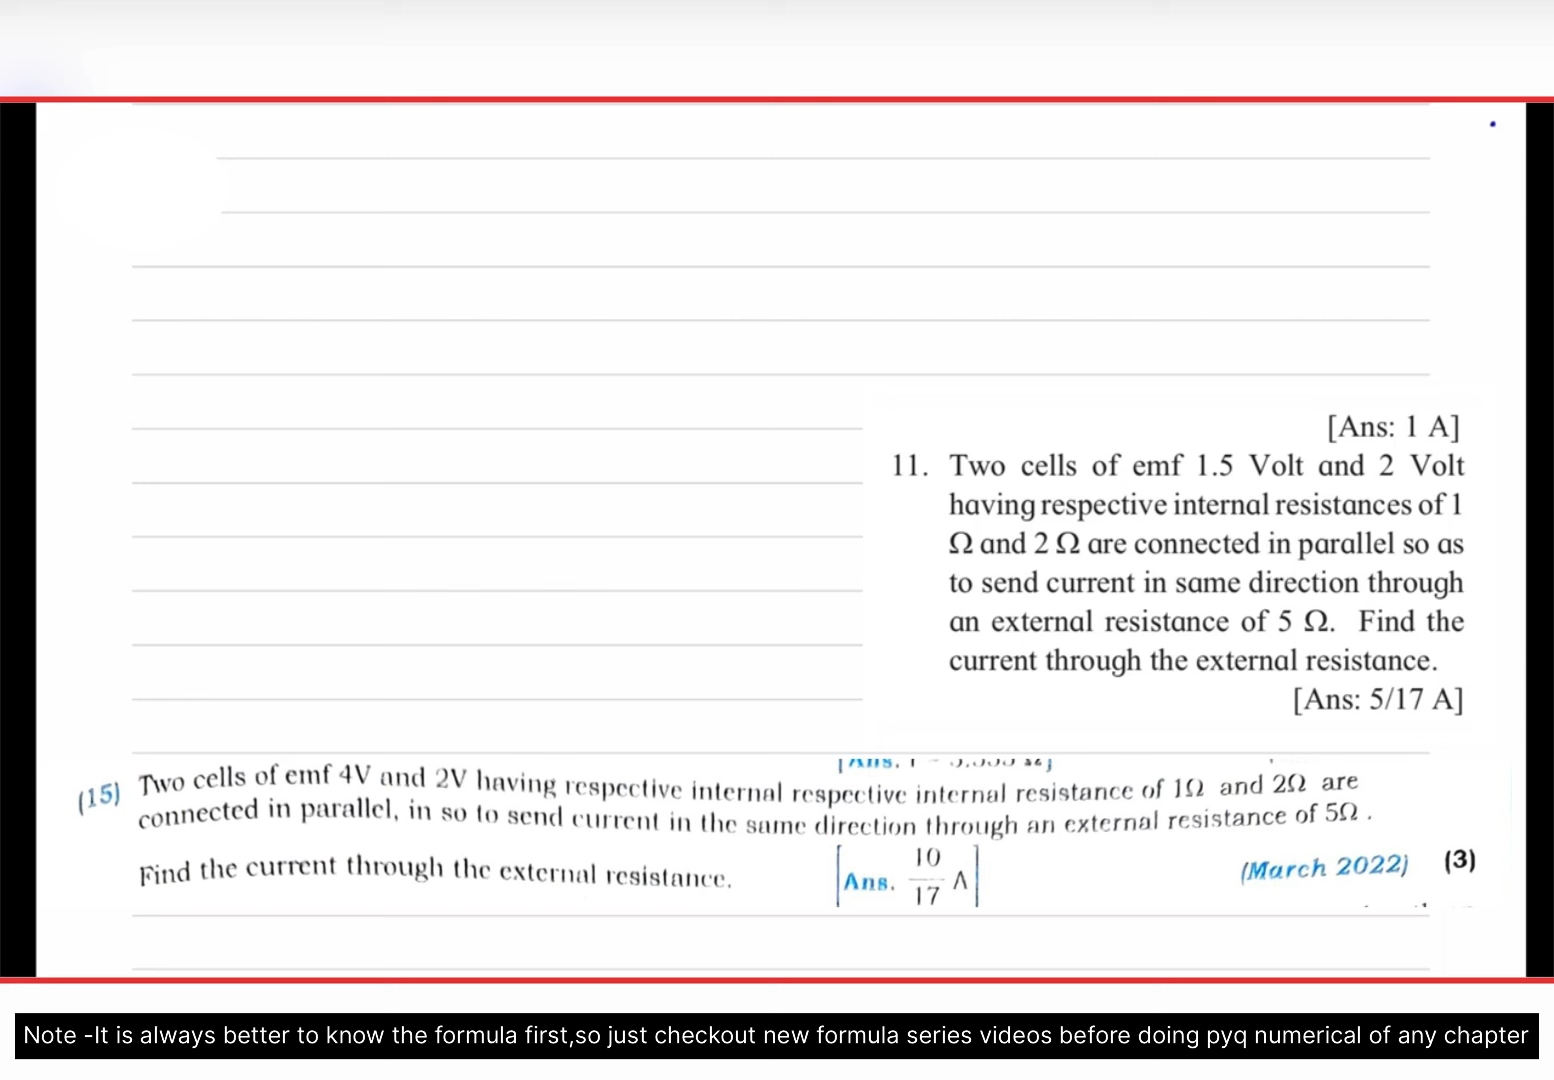 [Ans: 1 A]
11. Two cells of emf 1.5 Volt and 2 Volt
having respective internal resistances of 1
Ω and 2 Ω are connected in parallel so as
to send current in same direction through
an external resistance of 5 Ω. Find the
current through the external resistance.
[Ans: 5/17 A]
(15) Two cells of emf 4V and 2V having respective internal respective internal resistance of 1Ω and 2Ω are
connected in parallel, in so to send current in the same direction through an external resistance of 5Ω .
Find the current through the external resistance. [Ans. 10/17 A] (March 2022) (3)
Note -It is always better to know the formula first,so just checkout new formula series videos before doing pyq numerical of any chapter